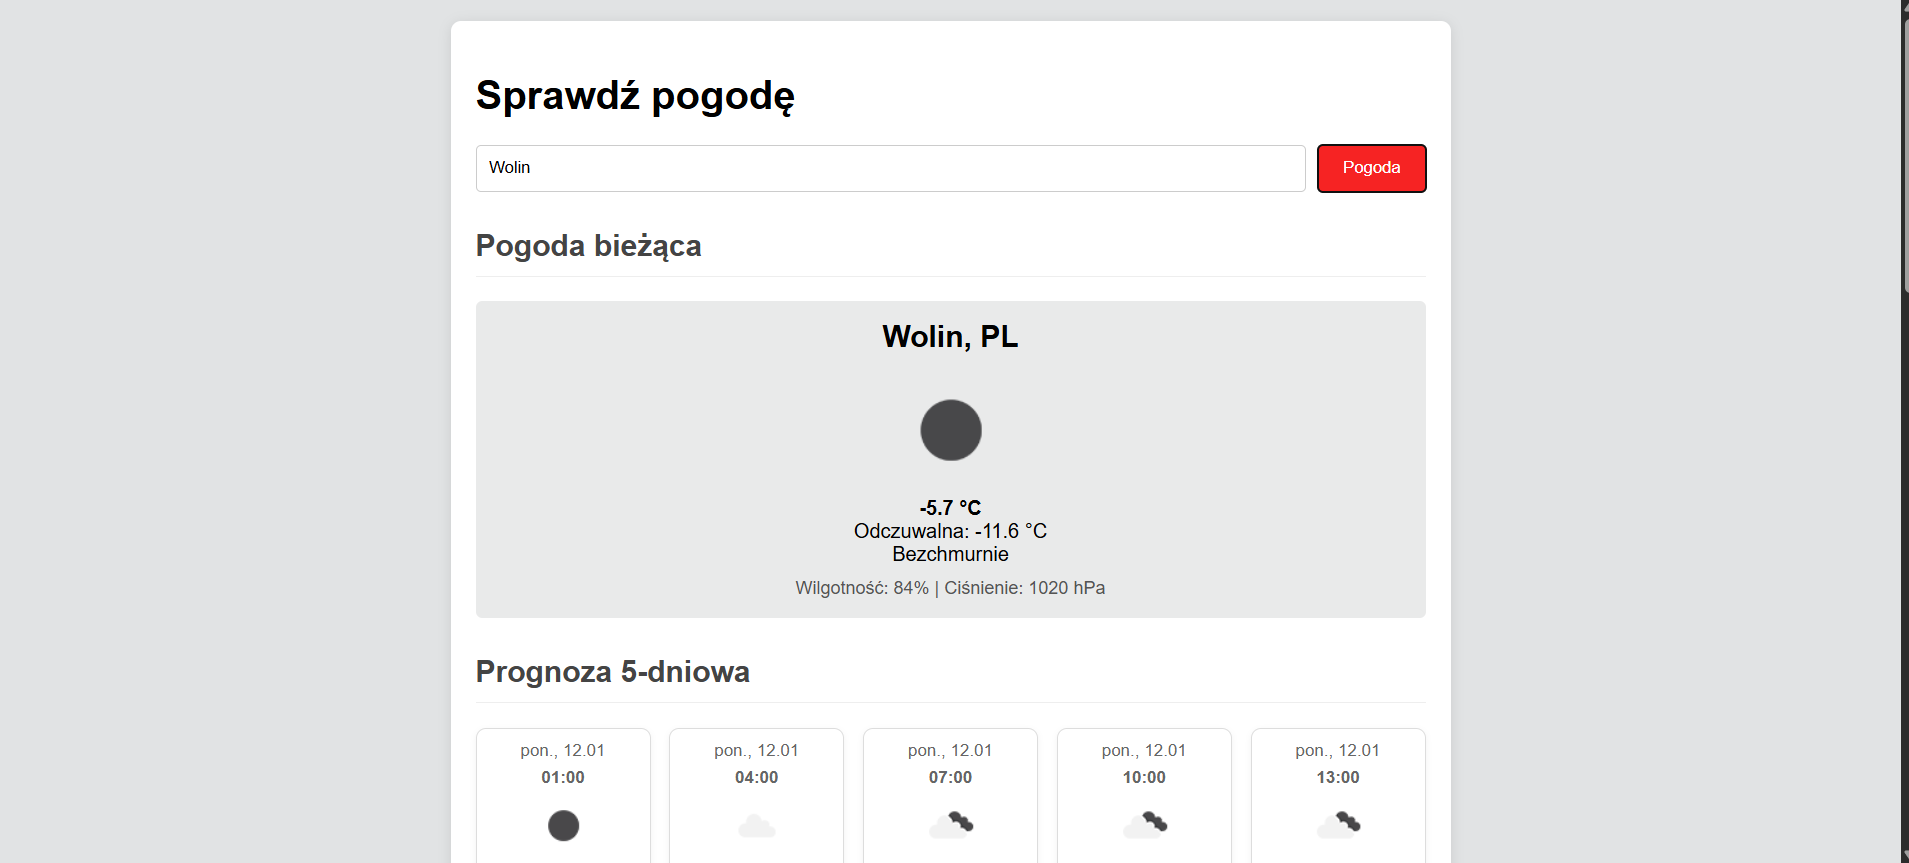 Sprawdź pogodę
Wolin
Pogoda
Pogoda bieżąca
Wolin, PL
-5.7 °C
Odczuwalna: -11.6 °C
Bezchmurnie
Wilgotność: 84% | Ciśnienie: 1020 hPa
Prognoza 5-dniowa
pon., 12.01
01:00
pon., 12.01
04:00
pon., 12.01
07:00
pon., 12.01
10:00
pon., 12.01
13:00